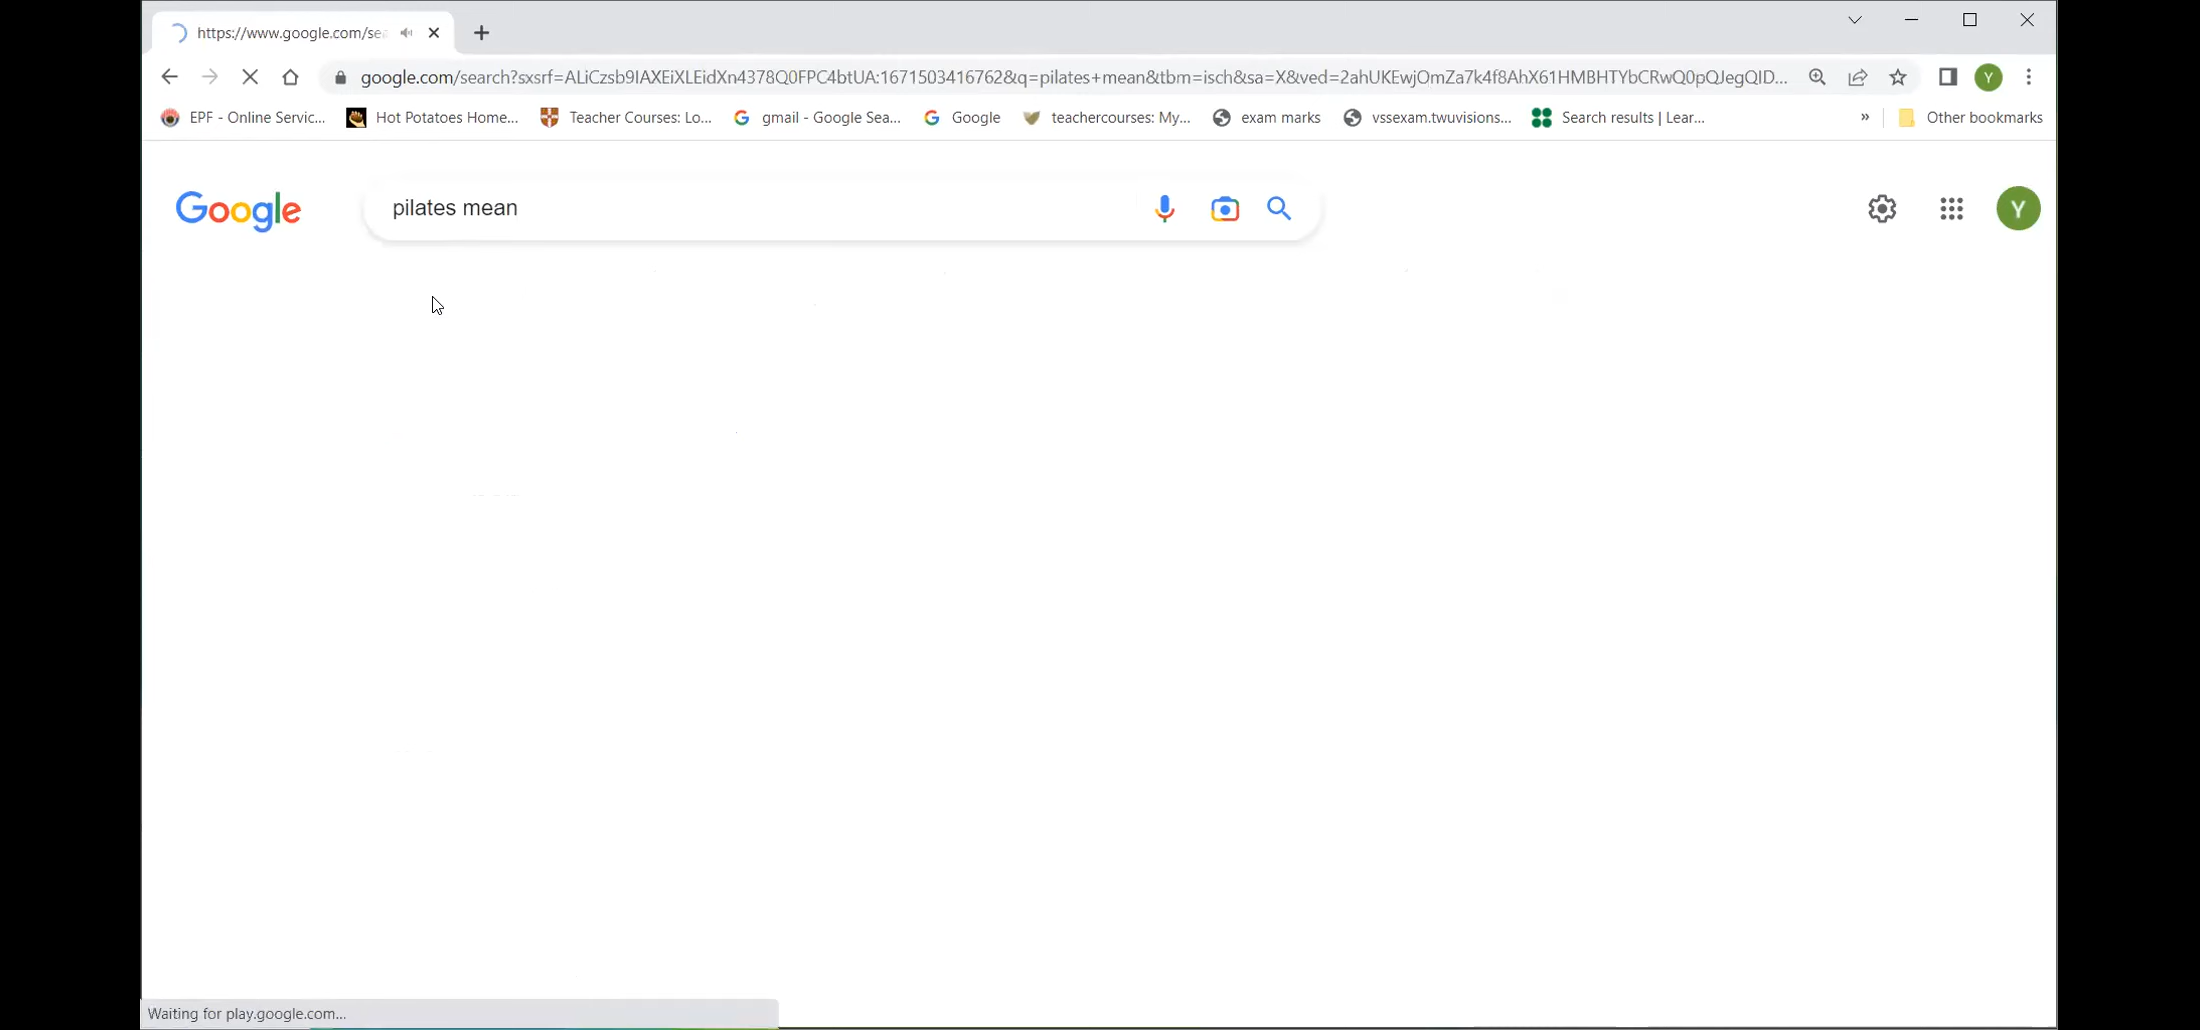 https://www.google.com/sea
google.com/search?sxsrf=ALiCzsb9IAXEiXLEidXn4378Q0FPC4btUA:1671503416762&q=pilates+mean&tbm=isch&sa=X&ved=2ahUKEwjOmZa7k4f8AhX61HMBHTYbCRwQ0pQJegQID...
Y
EPF - Online Servic... Hot Potatoes Home... Teacher Courses: Lo... gmail - Google Sea... Google teachercourses: My... exam marks vssexam.twuvisions... Search results | Lear... » Other bookmarks
Google pilates mean Y
Waiting for play.google.com...